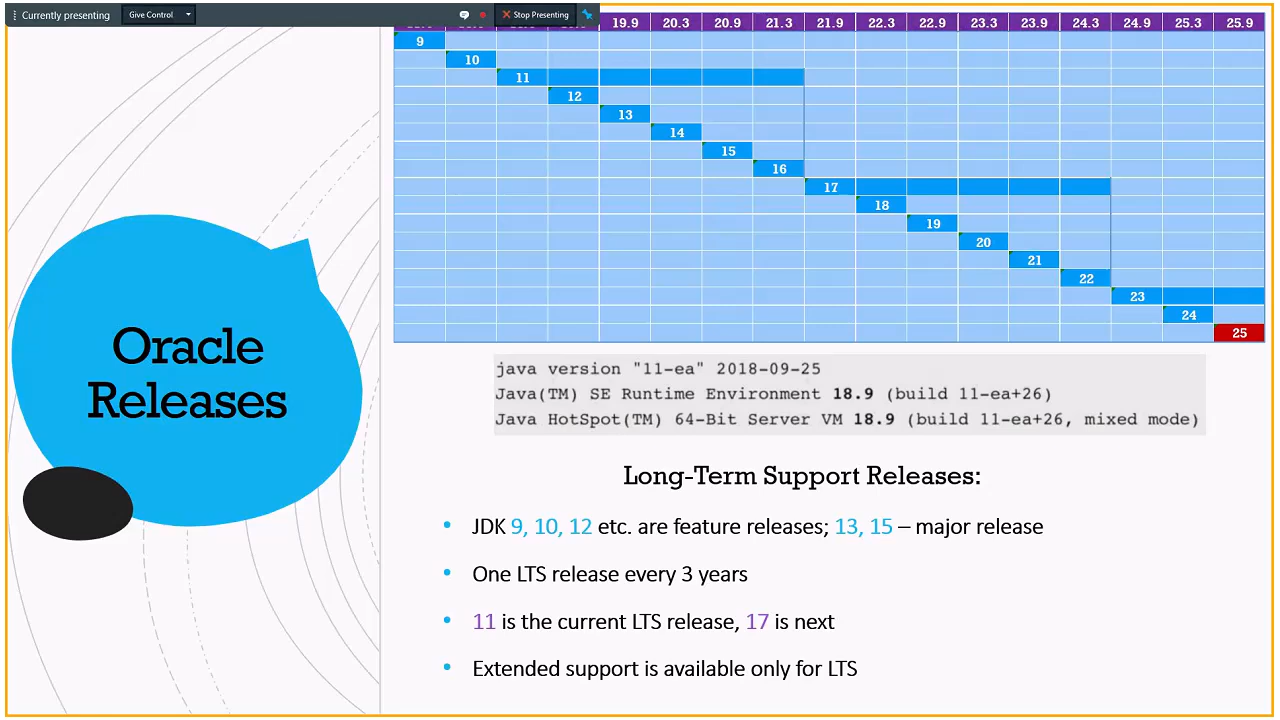 Currently presenting
Give Control
Stop Presenting
19.9 20.3 20.9 21.3 21.9 22.3 22.9 23.3 23.9 24.3 24.9 25.3 25.9
9
10
11
12
13
14
15
16
17
18
19
20
21
22
23
24
25
Oracle
Releases
java version "11-ea" 2018-09-25
Java(TM) SE Runtime Environment 18.9 (build 11-ea+26)
Java HotSpot(TM) 64-Bit Server VM 18.9 (build 11-ea+26, mixed mode)
Long-Term Support Releases:
• JDK 9, 10, 12 etc. are feature releases; 13, 15 – major release
• One LTS release every 3 years
• 11 is the current LTS release, 17 is next
• Extended support is available only for LTS